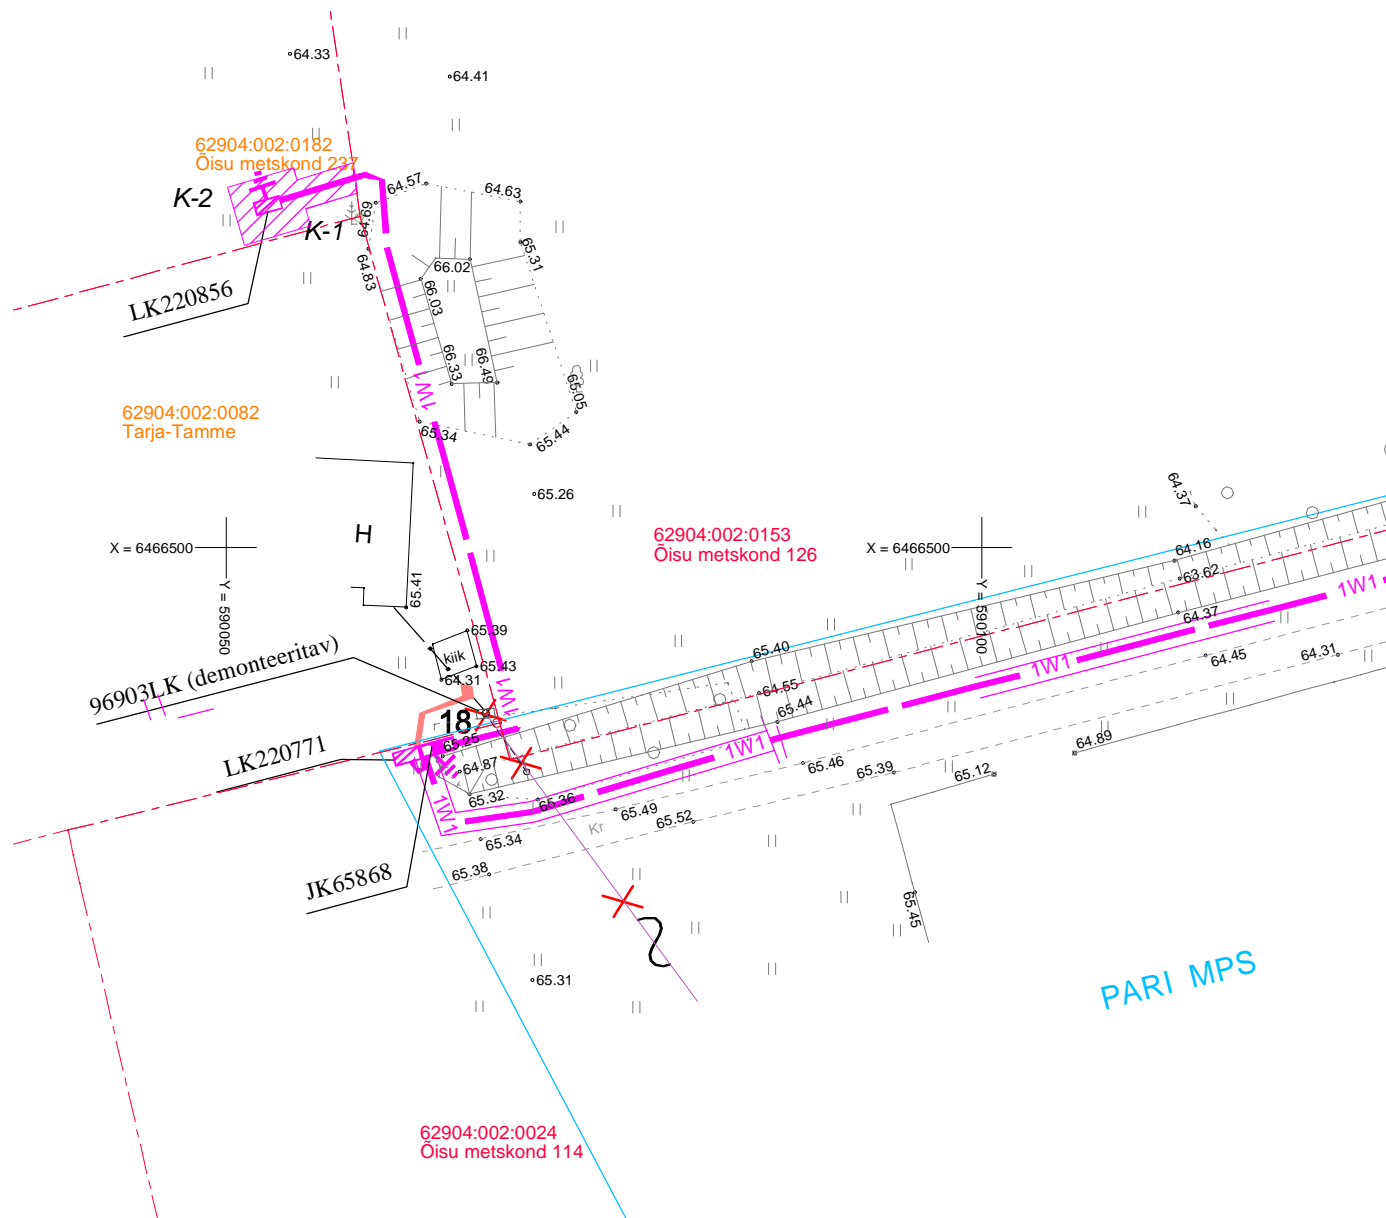 64.33
64.41
62904:002:0182
Õisu metskond 237
K-2
K-1
64.57
64.63
64.69
64.83
65.31
66.02
66.03
LK220856
66.33
66.49
1W1
65.05
62904:002:0082
Tarja-Tamme
65.34
65.44
65.26
64.37
H
X = 6466500
Y = 590050
62904:002:0153
Õisu metskond 126
X = 6466500
Y = 590100
64.16
63.62
1W1
65.41
64.37
65.39
kiik
65.43
64.31
65.40
64.45
64.31
1W1
96903LK (demonteeritav)
1W1
64.55
65.44
18
65.25
1W1
64.89
LK220771
64.87
65.46
65.39
65.12
65.32
65.36
65.49
65.52
1W1
Kr
65.34
65.38
JK65868
65.45
65.31
PARI MPS
62904:002:0024
Õisu metskond 114